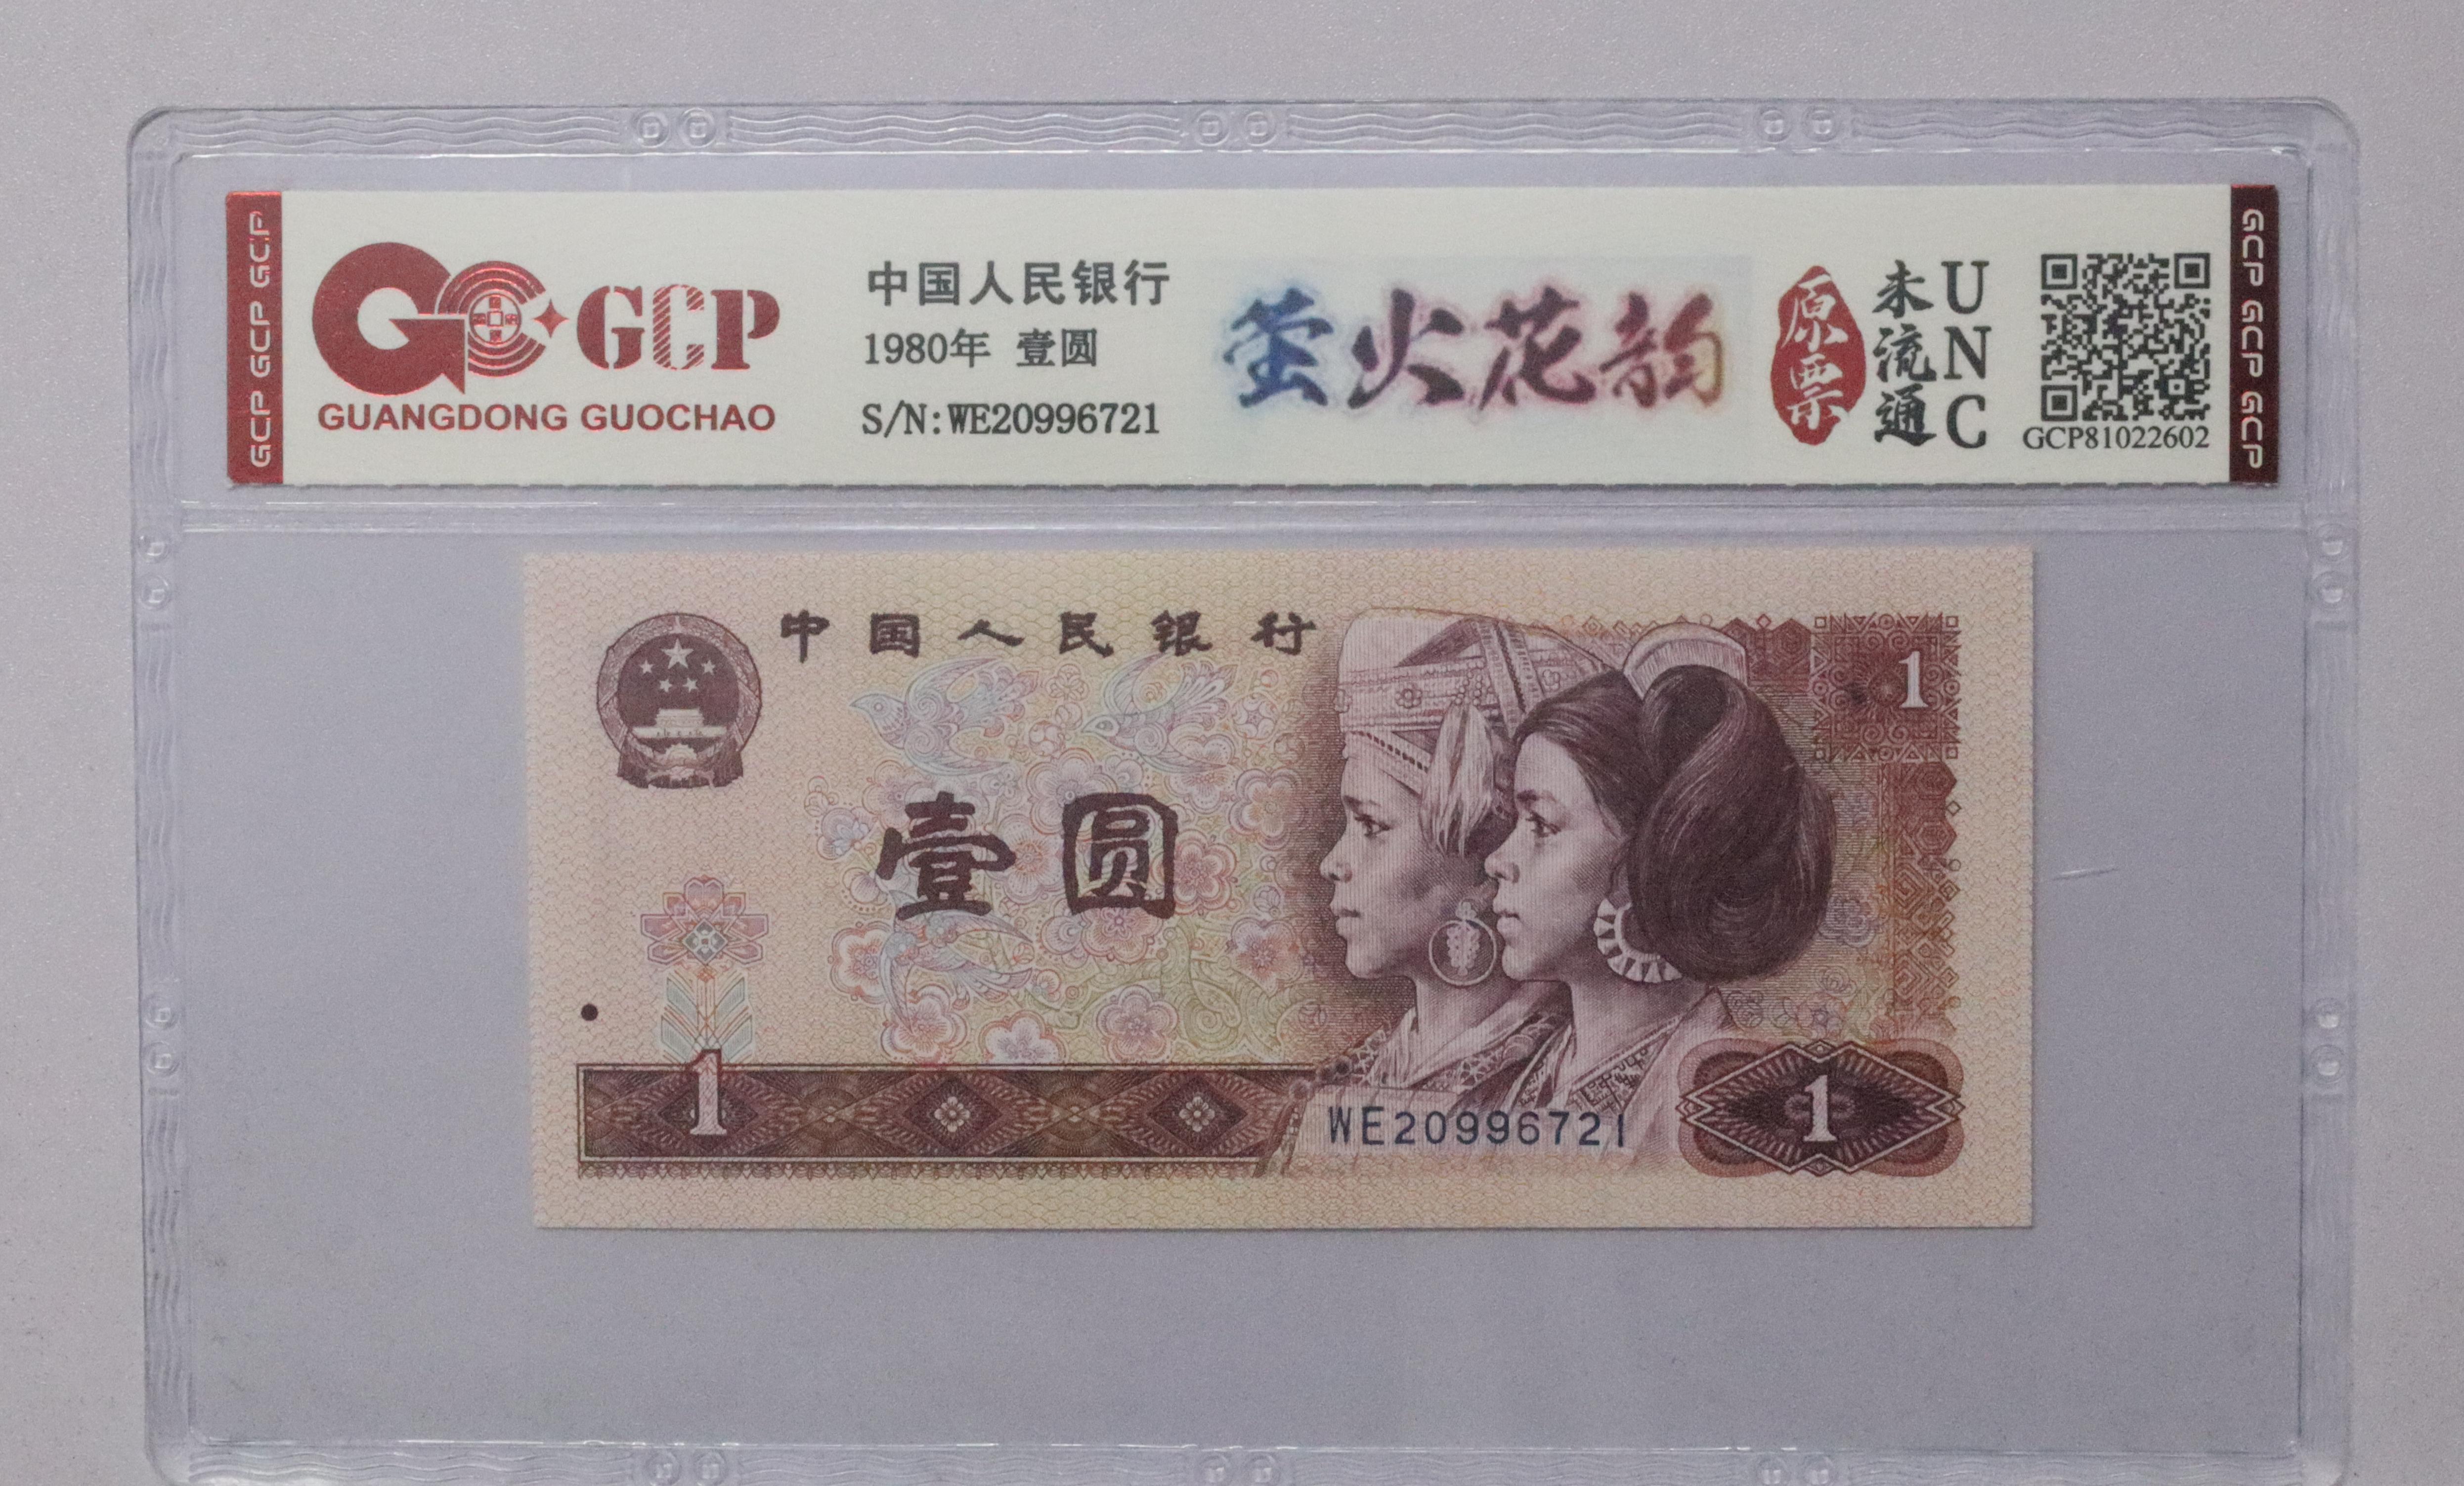 GCP GCP GCP
GCP
GUANGDONG GUOCHAO
中国人民银行
1980年 壹圆
S/N:WE20996721
萤火花韵
原票
未流通
UNC
GCP81022602
GCP GCP GCP
中国人民银行
1
壹圆
1
WE20996721
1